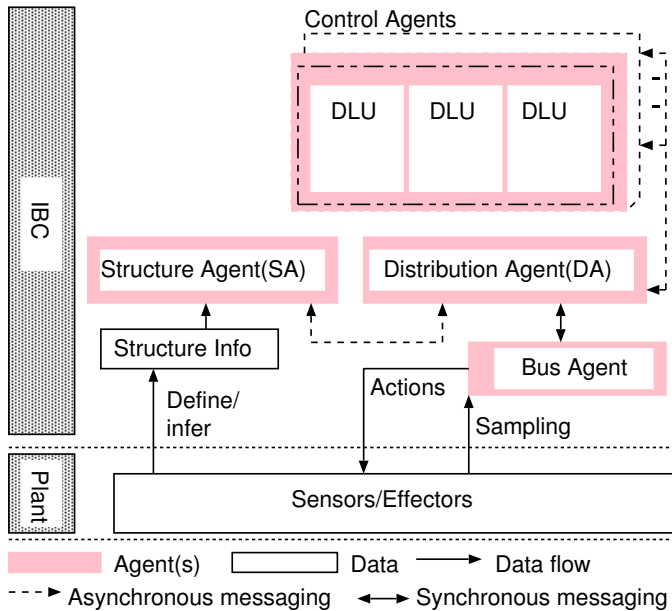 Control Agents
DLU
DLU
DLU
IBC
Structure Agent(SA)
Distribution Agent(DA)
Structure Info
Bus Agent
Define/
infer
Actions
Sampling
Plant
Sensors/Effectors
Agent(s)
Data
Data flow
Asynchronous messaging
Synchronous messaging